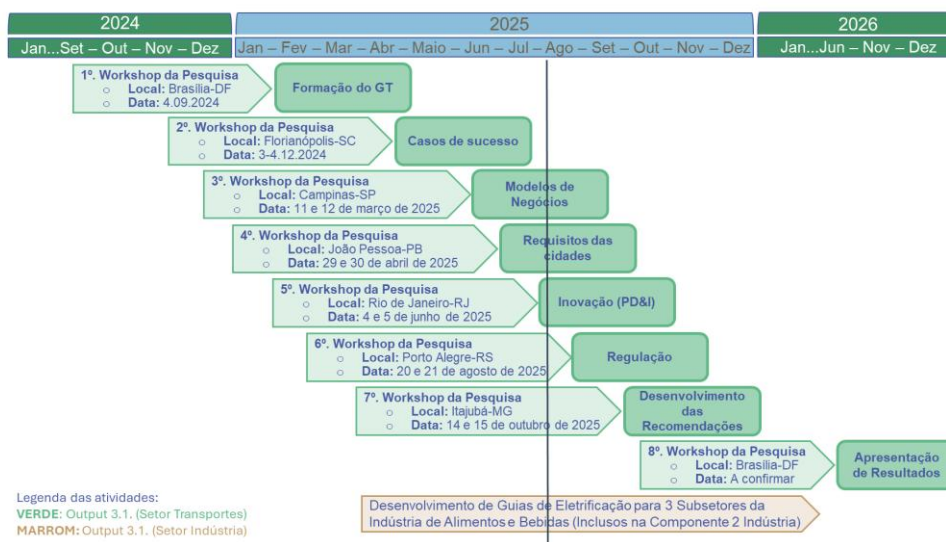 2024
2025
2026
Jan...Set – Out – Nov – Dez
Jan – Fev – Mar – Abr – Maio – Jun – Jul – Ago – Set – Out – Nov – Dez
Jan...Jun – Nov – Dez
1º. Workshop da Pesquisa
o Local: Brasília-DF
o Data: 4.09.2024
Formação do GT
2º. Workshop da Pesquisa
o Local: Florianópolis-SC
o Data: 3-4.12.2024
Casos de sucesso
3º. Workshop da Pesquisa
o Local: Campinas-SP
o Data: 11 e 12 de março de 2025
Modelos de
Negócios
4º. Workshop da Pesquisa
o Local: João Pessoa-PB
o Data: 29 e 30 de abril de 2025
Requisitos das
cidades
5º. Workshop da Pesquisa
o Local: Rio de Janeiro-RJ
o Data: 4 e 5 de junho de 2025
Inovação (PD&I)
6º. Workshop da Pesquisa
o Local: Porto Alegre-RS
o Data: 20 e 21 de agosto de 2025
Regulação
7º. Workshop da Pesquisa
o Local: Itajubá-MG
o Data: 14 e 15 de outubro de 2025
Desenvolvimento
das
Recomendações
8º. Workshop da Pesquisa
o Local: Brasília-DF
o Data: A confirmar
Apresentação
de Resultados
Legenda das atividades:
VERDE: Output 3.1. (Setor Transportes)
MARROM: Output 3.1. (Setor Indústria)
Desenvolvimento de Guias de Eletrificação para 3 Subsetores da
Indústria de Alimentos e Bebidas (Inclusos na Componente 2 Indústria)